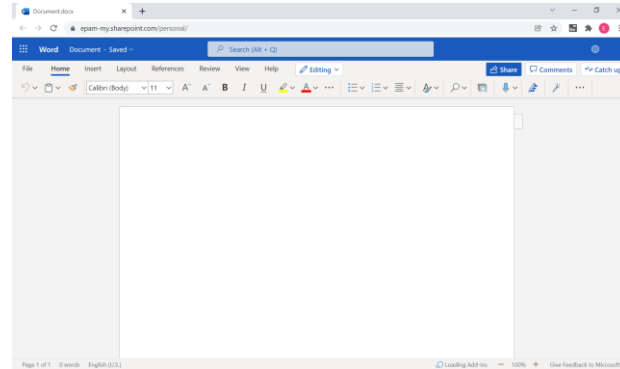 Document.docx
epam-my.sharepoint.com/personal/
Word Document - Saved
Search (Alt + Q)
File Home Insert Layout References Review View Help Editing Share Comments Catch up
Calibri (Body) 11 A A B I U A
Page 1 of 1 0 words English (U.S.) Loading Add-ins 100% Give Feedback to Microsoft